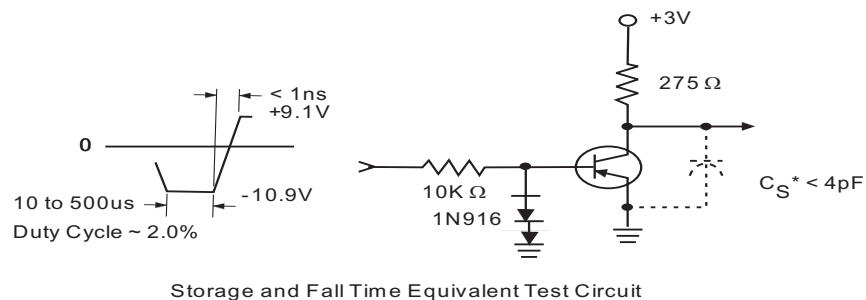 +3V
275 Ω
< 1ns
+9.1V
0
-10.9V
10 to 500us
Duty Cycle ~ 2.0%
10K Ω
1N916
CS* < 4pF
Storage and Fall Time Equivalent Test Circuit